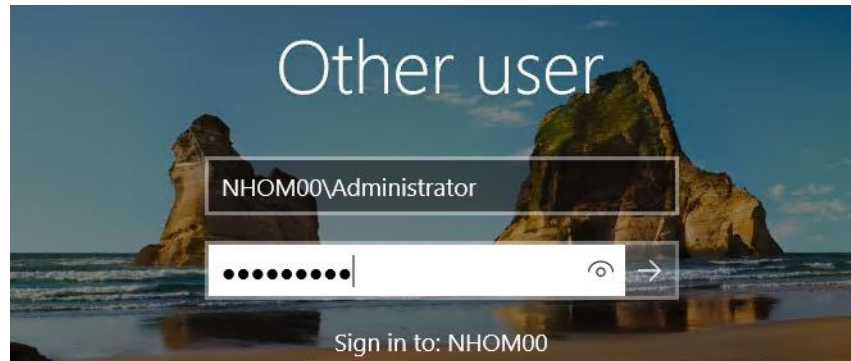 Other user
NHOM00\Administrator
●●●●●●●●●
Sign in to: NHOM00